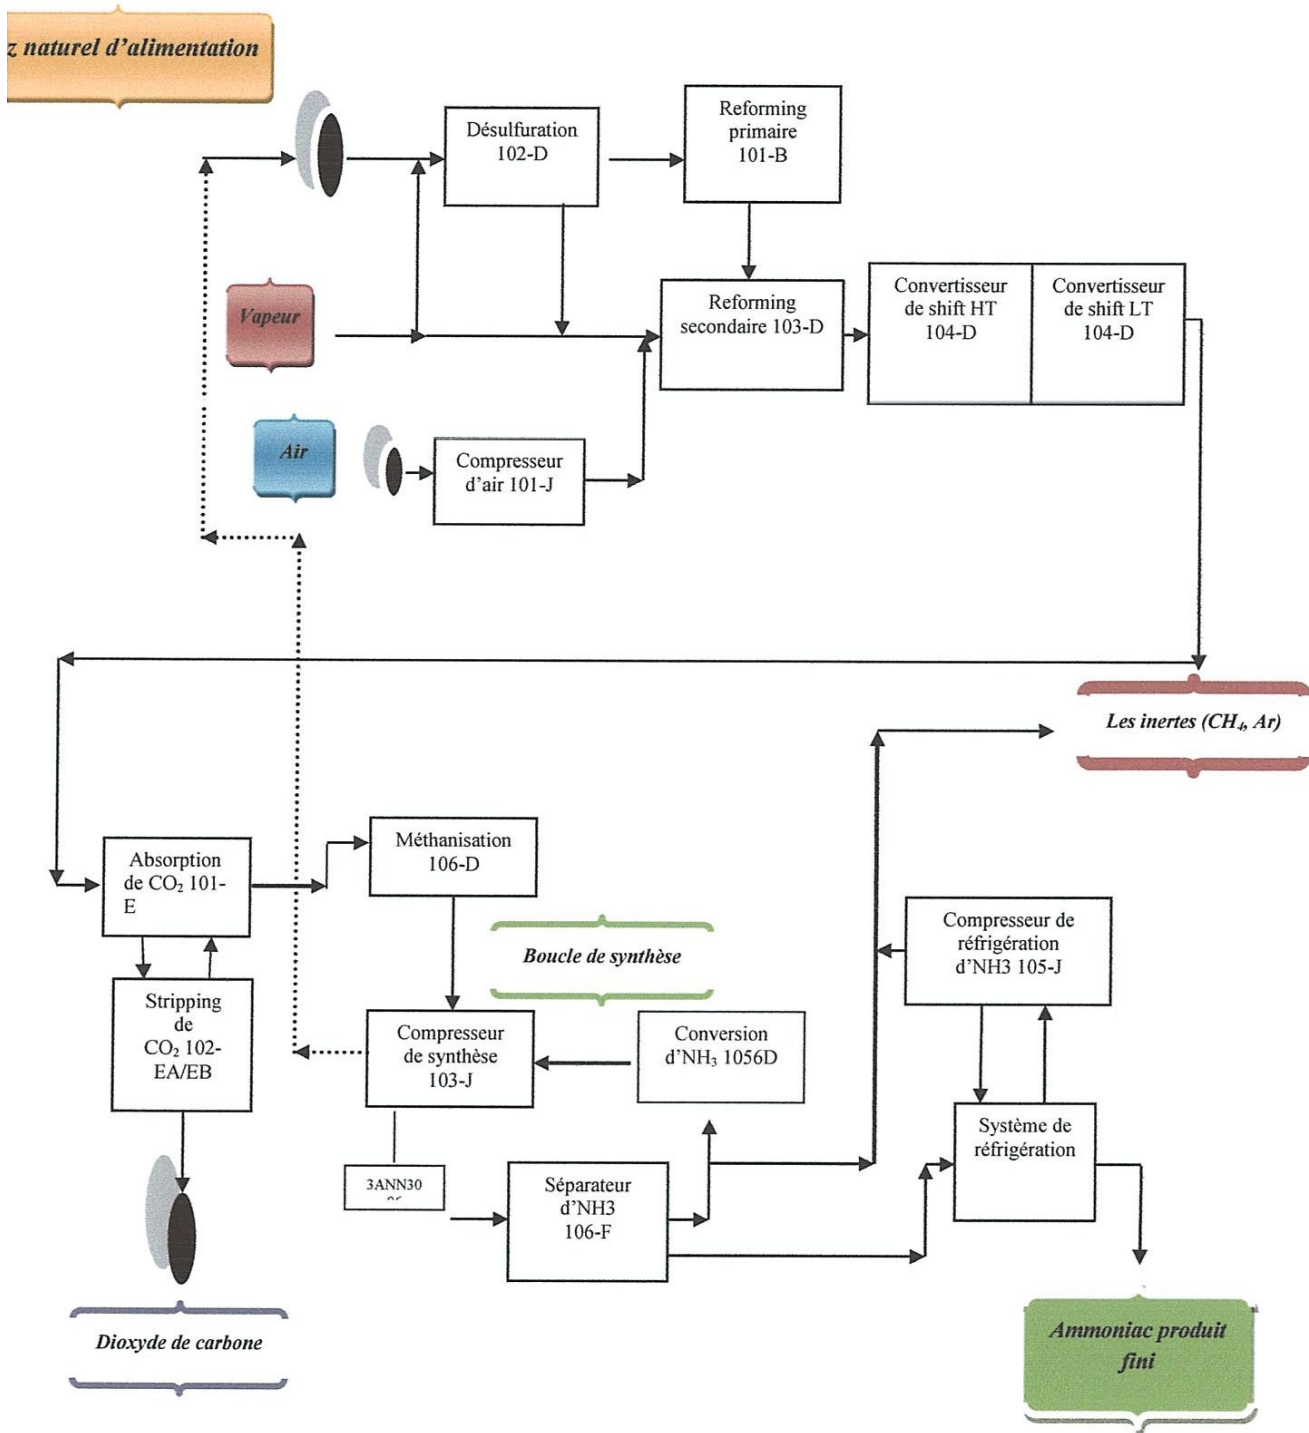 z naturel d'alimentation
Désulfuration
102-D
Reforming
primaire
101-B
Vapeur
Reforming
secondaire 103-D
Convertisseur
de shift HT
104-D
Convertisseur
de shift LT
104-D
Air
Compresseur
d'air 101-J
Les inertes (CH₄, Ar)
Absorption
de CO₂ 101-
E
Méthanisation
106-D
Boucle de synthèse
Compresseur de
réfrigération
d'NH3 105-J
Stripping
de
CO₂ 102-
EA/EB
Compresseur
de synthèse
103-J
Conversion
d'NH₃ 1056D
Système de
réfrigération
3ANN30
Séparateur
d'NH3
106-F
Dioxyde de carbone
Ammoniac produit
fini